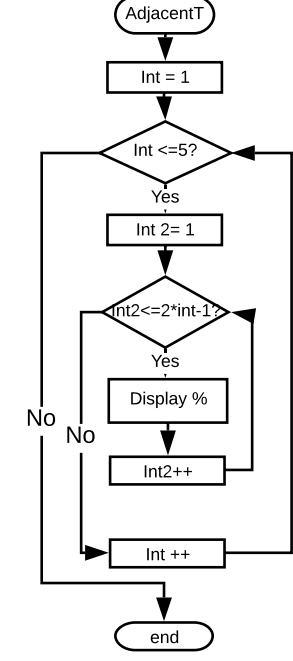 AdjacentT
Int = 1
Int <=5?
Yes
Int 2= 1
Int2<=2*int-1?
Yes
Display %
No
No
Int2++
Int ++
end